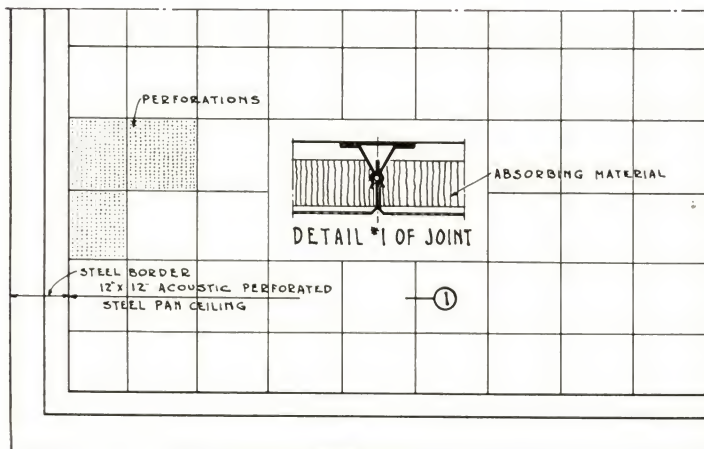 PERFORATIONS
ABSORBING MATERIAL
DETAIL #1 OF JOINT
STEEL BORDER
12"X 12" ACOUSTIC PERFORATED
STEEL PAN CEILING
1